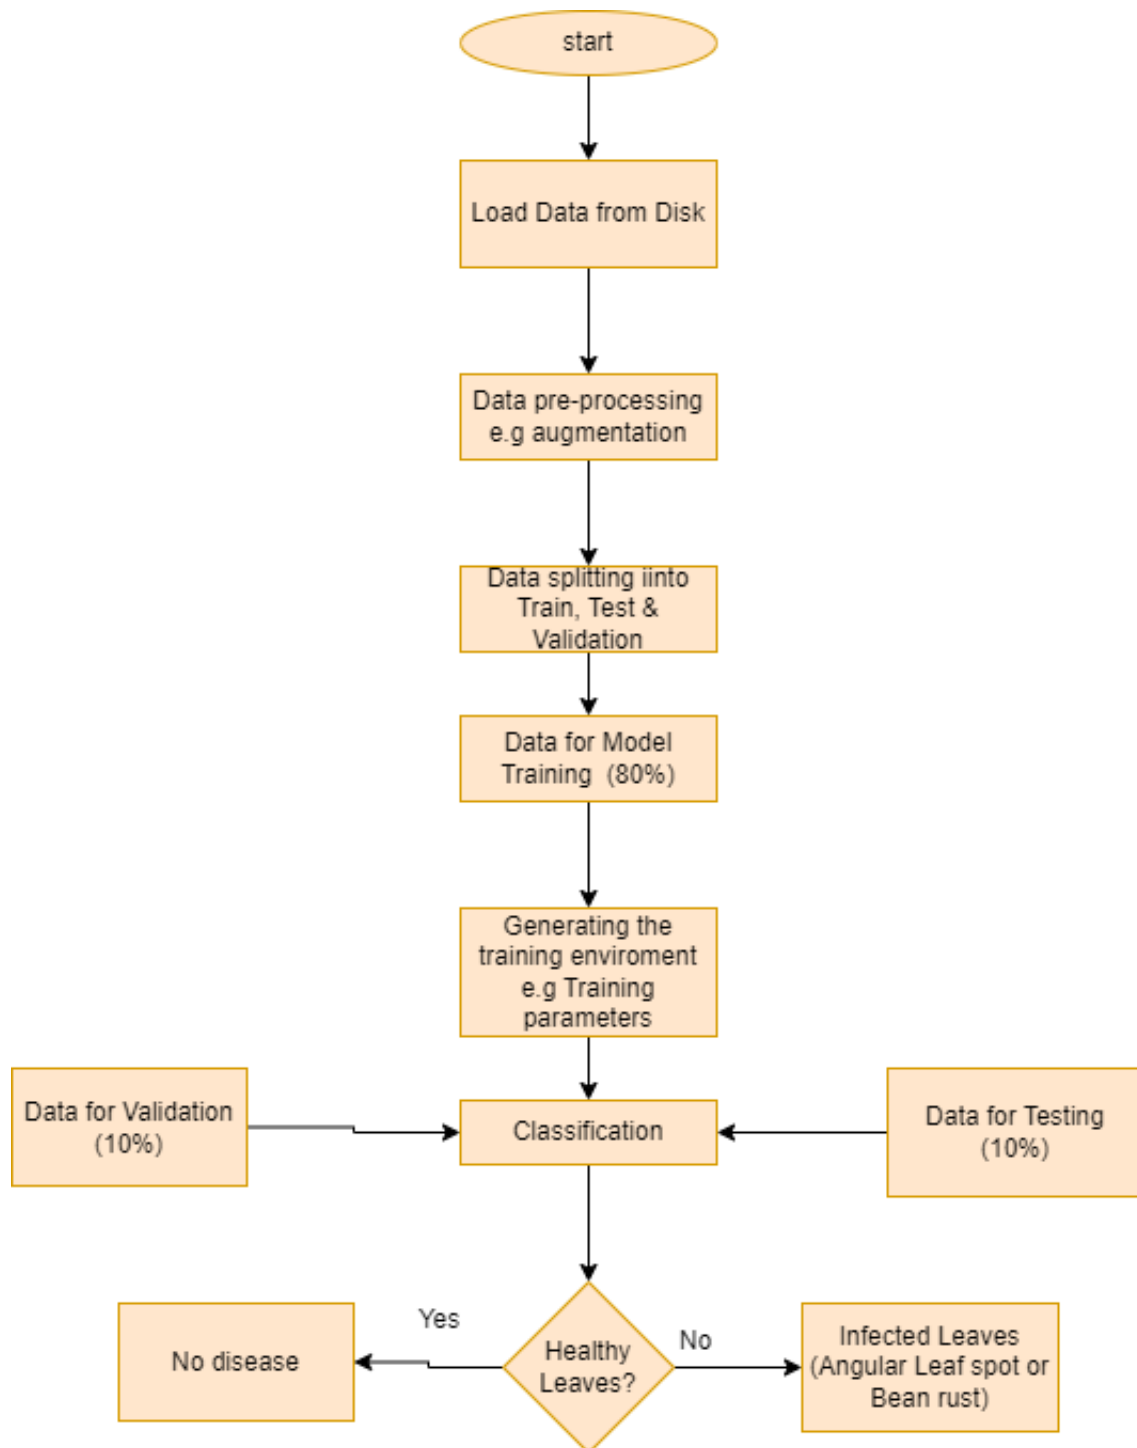 start
Load Data from Disk
Data pre-processing
e.g augmentation
Data splitting iinto
Train, Test &
Validation
Data for Model
Training (80%)
Generating the
training enviroment
e.g Training
parameters
Data for Validation
(10%)
Classification
Data for Testing
(10%)
Yes
No
No disease
Healthy
Leaves?
Infected Leaves
(Angular Leaf spot or
Bean rust)